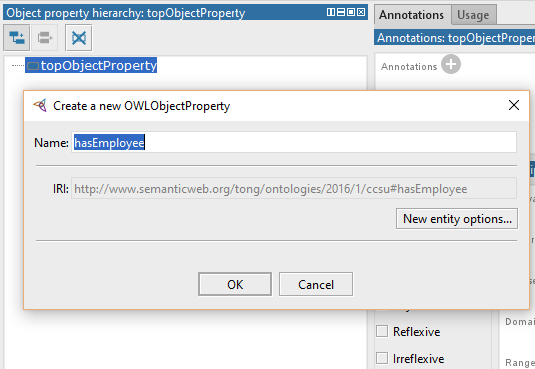 Object property hierarchy: topObjectProperty
Annotations
Usage
Annotations: topObjectProper
topObjectProperty
Annotations
Create a new OWLObjectProperty
Name: hasEmployee
IRI: http://www.semanticweb.org/tong/ontologies/2016/1/ccsu#hasEmployee
New entity options...
OK
Cancel
Reflexive
Irreflexive
Domai
Range